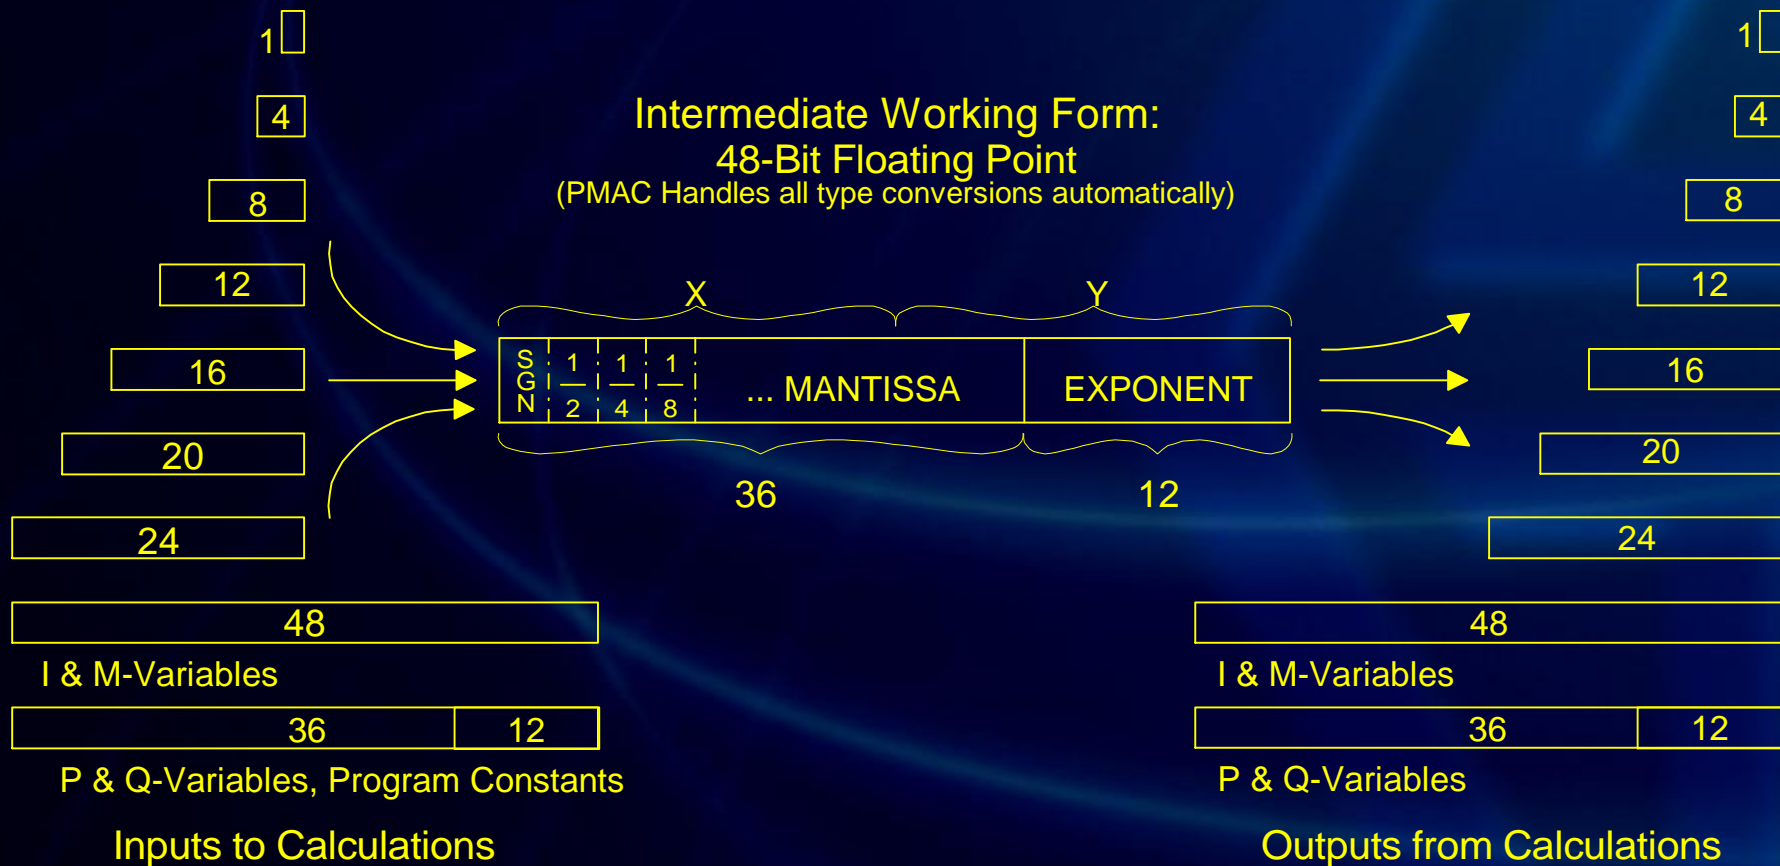 1
4
8
12
16
20
24
48
I & M-Variables
36 12
P & Q-Variables, Program Constants
Inputs to Calculations
Intermediate Working Form:
48-Bit Floating Point
(PMAC Handles all type conversions automatically)
X Y
SGN 1/2 1/4 1/8 ... MANTISSA EXPONENT
36 12
1
4
8
12
16
20
24
48
I & M-Variables
36 12
P & Q-Variables
Outputs from Calculations